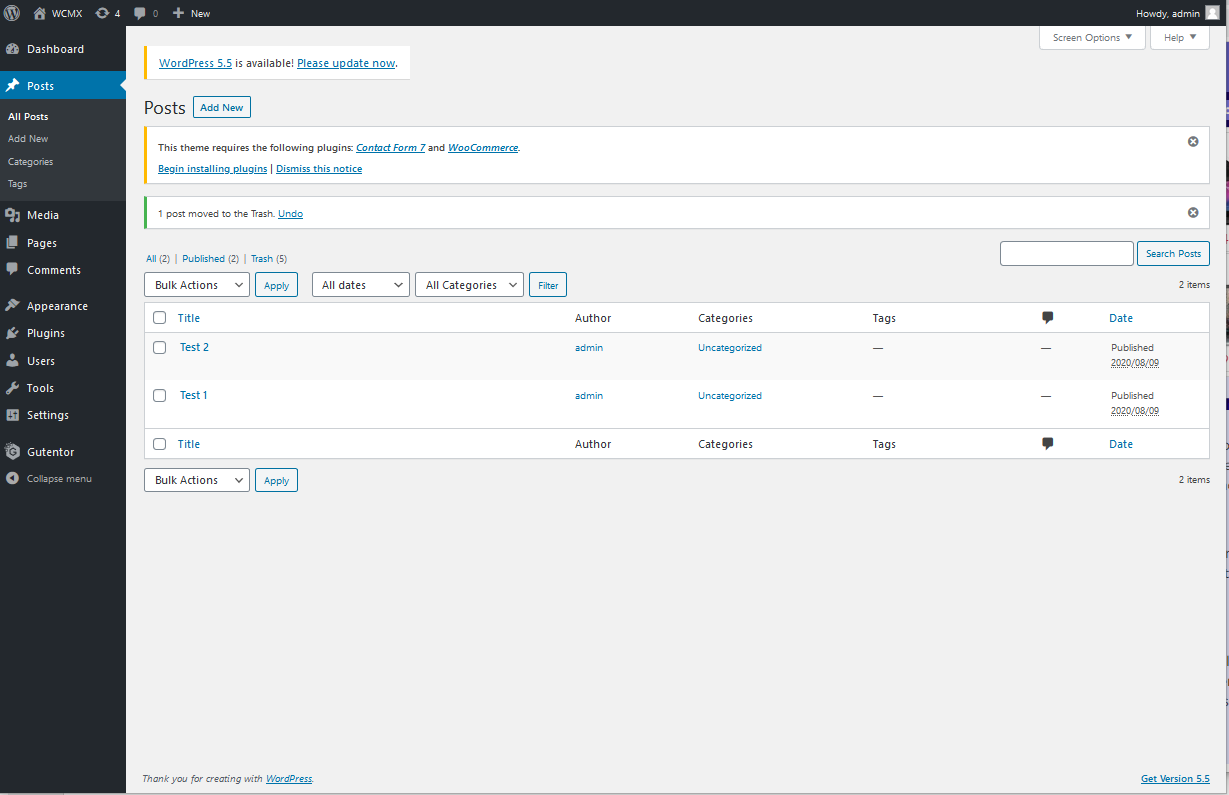 WCMX 4 0 New Howdy, admin
Screen Options Help
Dashboard
Posts
All Posts
Add New
Categories
Tags
Media
Pages
Comments
Appearance
Plugins
Users
Tools
Settings
Gutentor
Collapse menu
WordPress 5.5 is available! Please update now.
Posts Add New
This theme requires the following plugins: Contact Form 7 and WooCommerce.
Begin installing plugins | Dismiss this notice
1 post moved to the Trash. Undo
All (2) | Published (2) | Trash (5)
Search Posts
Bulk Actions Apply All dates All Categories Filter 2 items
Title Author Categories Tags Date
Test 2 admin Uncategorized — — Published
2020/08/09
Test 1 admin Uncategorized — — Published
2020/08/09
Title Author Categories Tags Date
Bulk Actions Apply 2 items
Thank you for creating with WordPress. Get Version 5.5